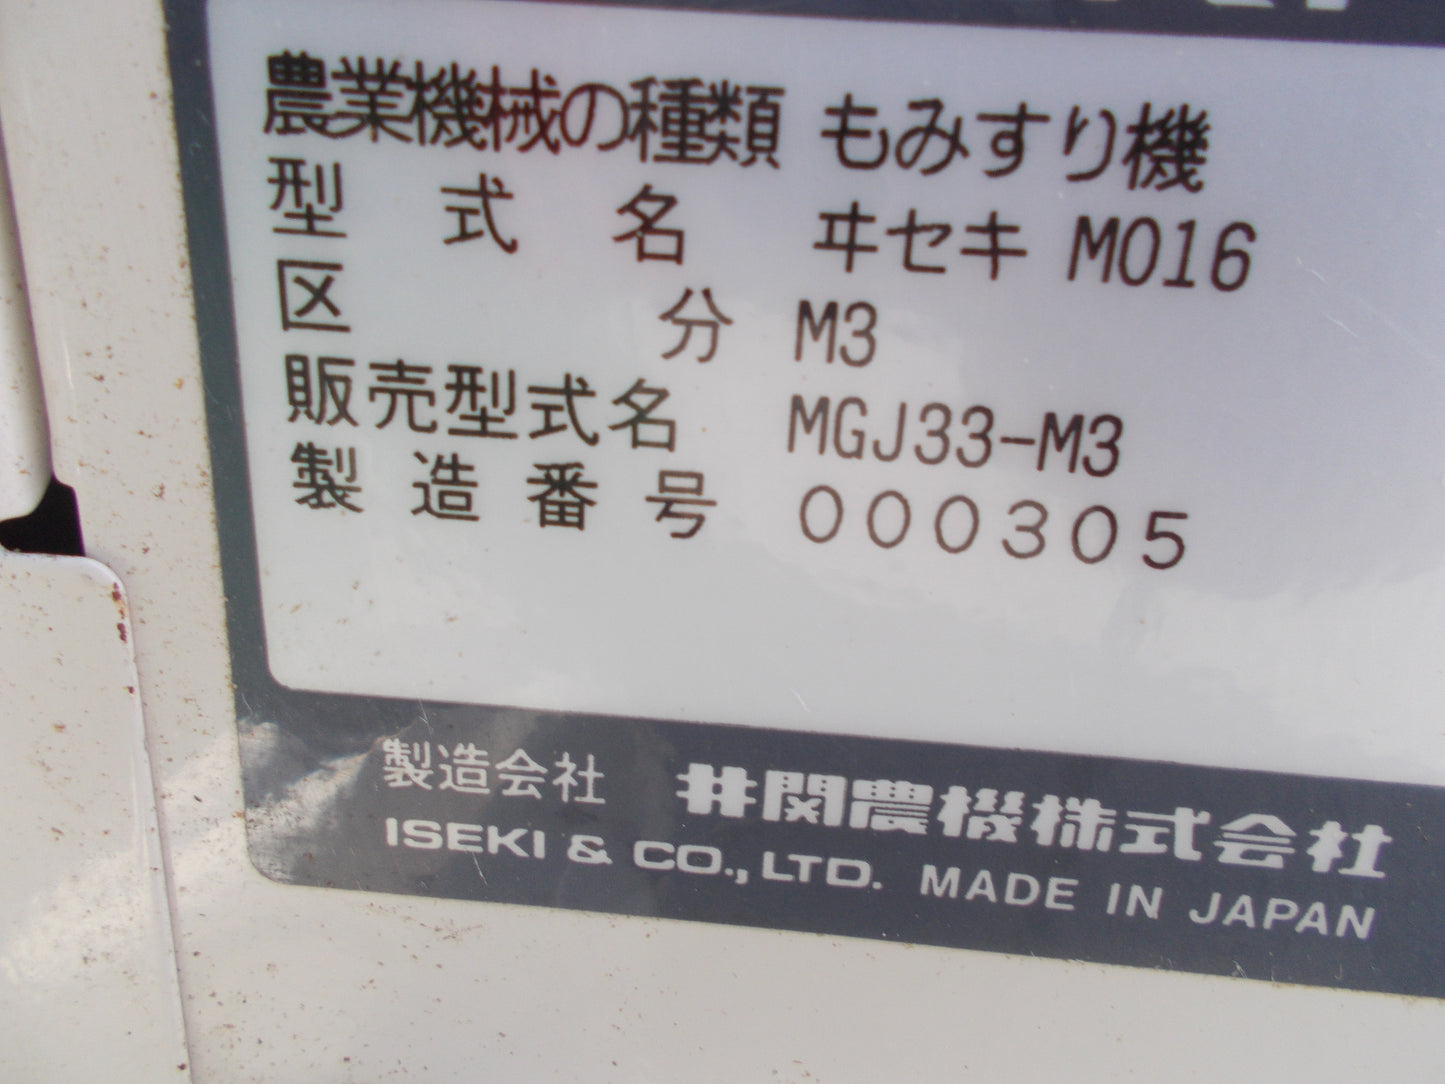 農業機械の種類 もみすり機
型式名 ヰセキ M016
区分 M3
販売型式名 MGJ33-M3
製造番号 000305
製造会社 井関農機株式会社
ISEKI & CO., LTD. MADE IN JAPAN